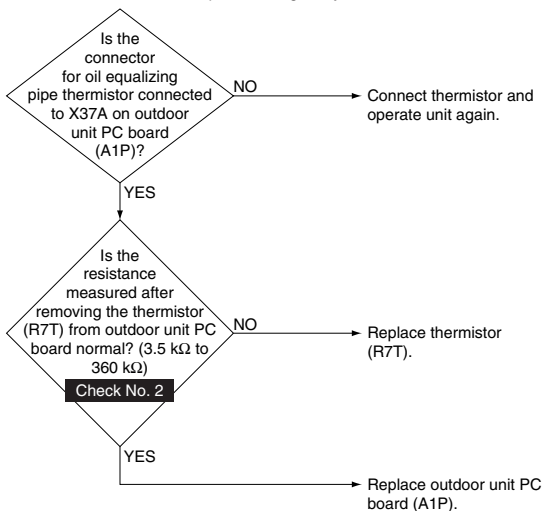 Is the
connector
for oil equalizing
pipe thermistor connected
to X37A on outdoor
unit PC board
(A1P)?
NO
Connect thermistor and
operate unit again.
YES
Is the
resistance
measured after
removing the thermistor
(R7T) from outdoor unit PC
board normal? (3.5 kΩ to
360 kΩ)
Check No. 2
NO
Replace thermistor
(R7T).
YES
Replace outdoor unit PC
board (A1P).